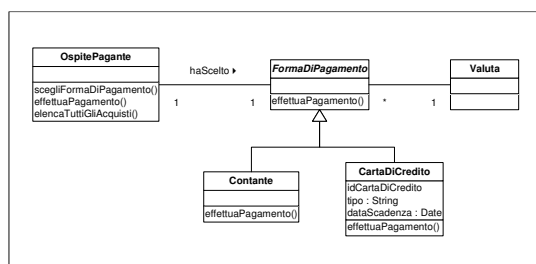 OspitePagante
scegliFormaDiPagamento()
effettuaPagamento()
elencaTuttiGliAcquisti()
haScelto
1
1
FormaDiPagamento
effettuaPagamento()
*
1
Valuta
Contante
effettuaPagamento()
CartaDiCredito
idCartaDiCredito
tipo : String
dataScadenza : Date
effettuaPagamento()